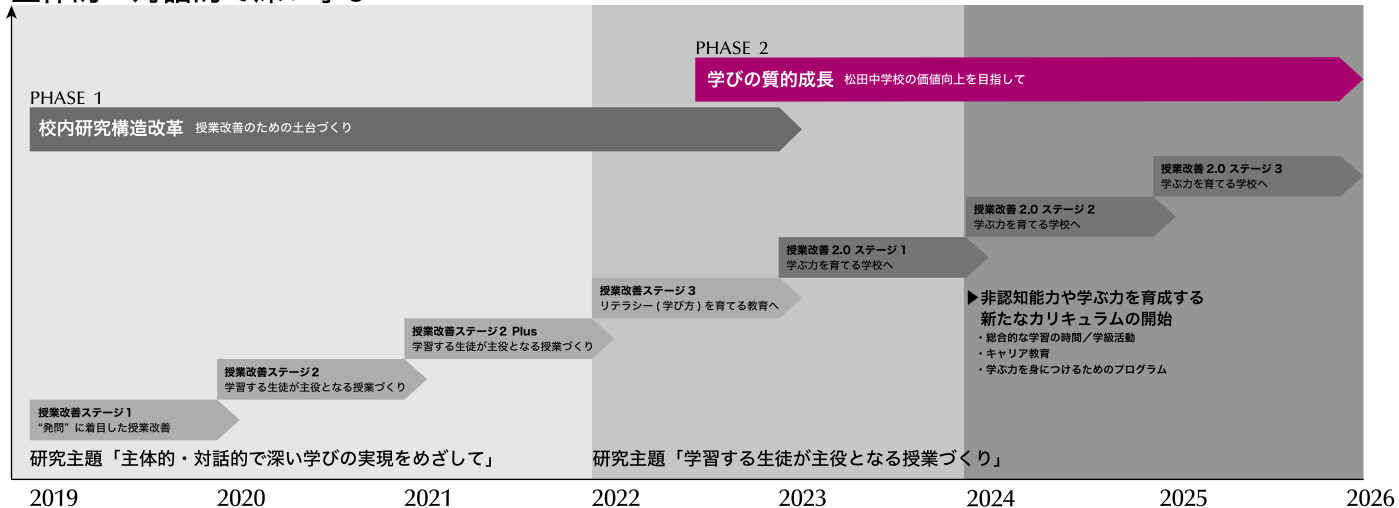 PHASE 2
学びの質的成長 松田中学校の価値向上を目指して
PHASE 1
校内研究構造改革 授業改善のための土台づくり
授業改善 2.0 ステージ 3
学ぶ力を育てる学校へ
授業改善 2.0 ステージ 2
学ぶ力を育てる学校へ
授業改善 2.0 ステージ 1
学ぶ力を育てる学校へ
授業改善ステージ 3
リテラシー ( 学び方 ) を育てる教育へ
授業改善ステージ 2 Plus
学習する生徒が主役となる授業づくり
授業改善ステージ 2
学習する生徒が主役となる授業づくり
授業改善ステージ 1
“発問” に着目した授業改善
▶非認知能力や学ぶ力を育成する
新たなカリキュラムの開始
・総合的な学習の時間／学級活動
・キャリア教育
・学ぶ力を身につけるためのプログラム
研究主題「主体的・対話的で深い学びの実現をめざして」
研究主題「学習する生徒が主役となる授業づくり」
2019 2020 2021 2022 2023 2024 2025 2026